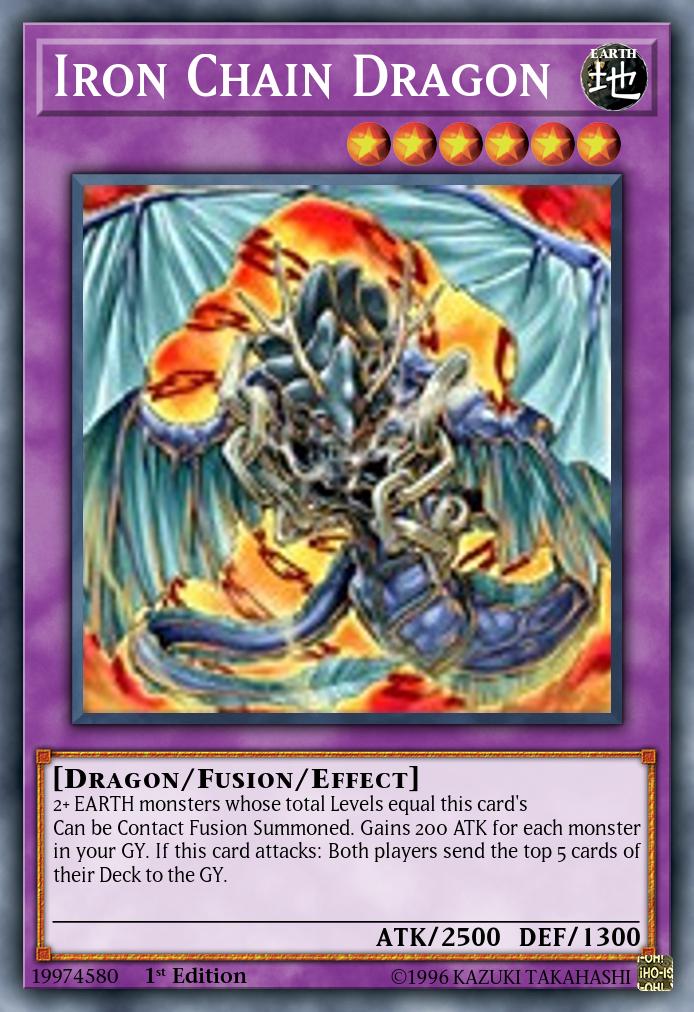 Iron Chain Dragon
EARTH
地
[Dragon/Fusion/Effect]
2+ EARTH monsters whose total Levels equal this card's
Can be Contact Fusion Summoned. Gains 200 ATK for each monster
in your GY. If this card attacks: Both players send the top 5 cards of
their Deck to the GY.
ATK/2500 DEF/1300
19974580 1st Edition ©1996 KAZUKI TAKAHASHI